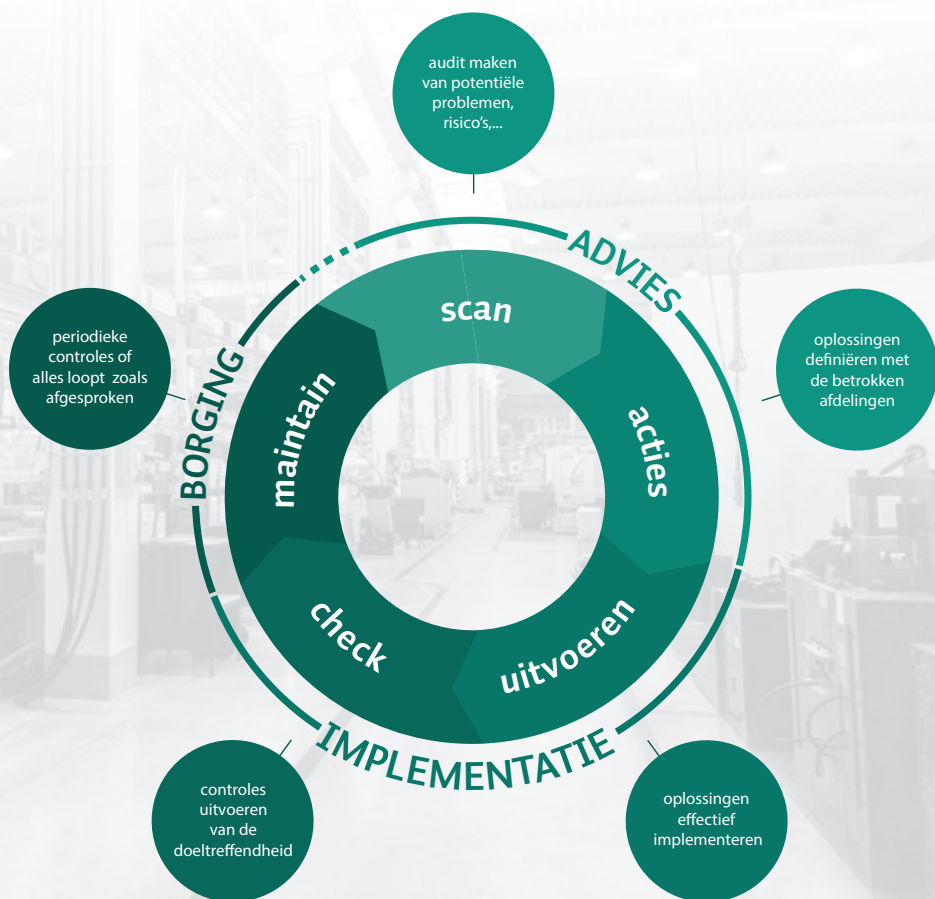 audit maken
van potentiële
problemen,
risico's,...
ADVIES
scan
periodieke
controles of
alles loopt zoals
afgesproken
BORGING
maintain
acties
oplossingen
definiëren met
de betrokken
afdelingen
check
uitvoeren
IMPLEMENTATIE
controles
uitvoeren
van de
doeltreffendheid
oplossingen
effectief
implementeren